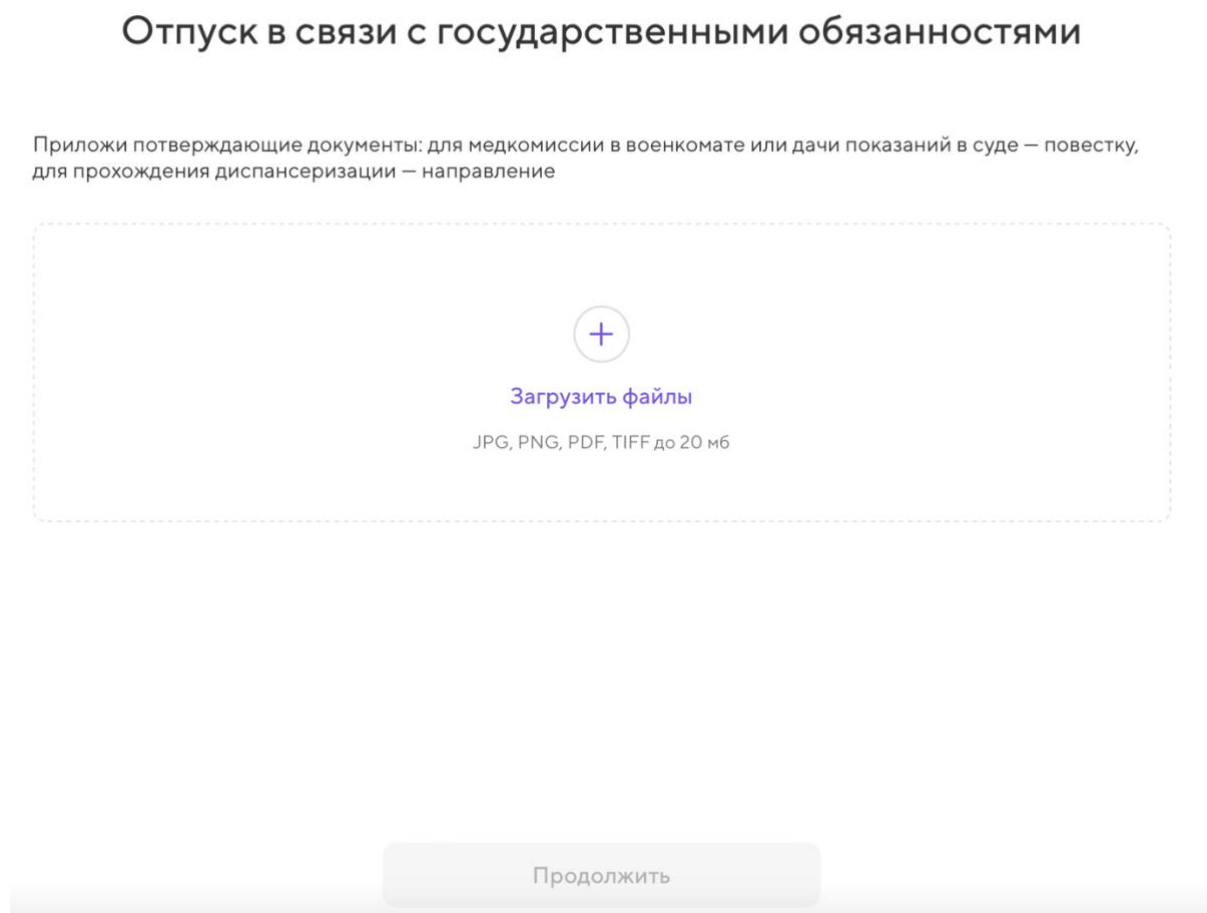 Отпуск в связи с государственными обязанностями
Приложи потверждающие документы: для медкомиссии в военкомате или дачи показаний в суде — повестку,
для прохождения диспансеризации — направление
Загрузить файлы
JPG, PNG, PDF, TIFF до 20 мб
Продолжить